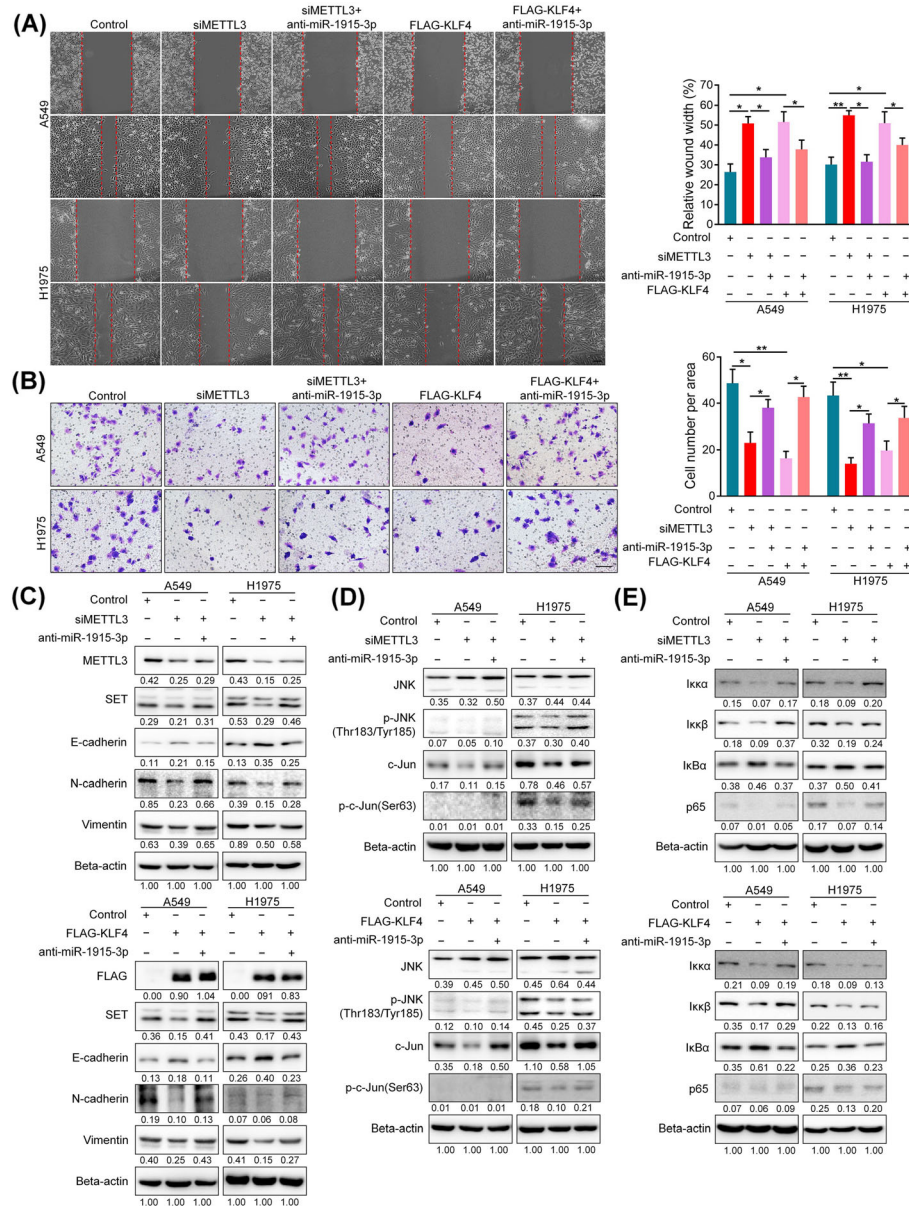 (A)
Control
siMETTL3
siMETTL3+
anti-miR-1915-3p
FLAG-KLF4
FLAG-KLF4+
anti-miR-1915-3p
A549
H1975
Relative wound width (%)
60
50
40
30
20
10
0
* * * * ** * * *
Control
+ – – – – + – – – –
siMETTL3
– + + – – – + + – –
anti-miR-1915-3p
– – + – + – – + – +
FLAG-KLF4
– – – + + – – – + +
A549 H1975
(B)
Control
siMETTL3
siMETTL3+
anti-miR-1915-3p
FLAG-KLF4
FLAG-KLF4+
anti-miR-1915-3p
A549
H1975
Cell number per area
60
40
20
0
** * * * * ** * *
Control
+ – – – – + – – – –
siMETTL3
– + + – – – + + – –
anti-miR-1915-3p
– – + – + – – + – +
FLAG-KLF4
– – – + + – – – + +
A549 H1975
(C)
A549 H1975
Control + – – + – –
siMETTL3 – + + – + +
anti-miR-1915-3p – – + – – +
METTL3
0.42 0.25 0.29 0.43 0.15 0.25
SET
0.29 0.21 0.31 0.53 0.29 0.46
E-cadherin
0.11 0.21 0.15 0.13 0.35 0.25
N-cadherin
0.85 0.23 0.66 0.39 0.15 0.28
Vimentin
0.63 0.39 0.65 0.89 0.50 0.58
Beta-actin
1.00 1.00 1.00 1.00 1.00 1.00
A549 H1975
Control + – – + – –
FLAG-KLF4 – + + – + +
anti-miR-1915-3p – – + – – +
FLAG
0.00 0.90 1.04 0.00 091 0.83
SET
0.36 0.15 0.41 0.43 0.17 0.43
E-cadherin
0.13 0.18 0.11 0.26 0.40 0.23
N-cadherin
0.19 0.10 0.13 0.07 0.06 0.08
Vimentin
0.40 0.25 0.43 0.41 0.15 0.27
Beta-actin
1.00 1.00 1.00 1.00 1.00 1.00
(D)
A549 H1975
Control + – – + – –
siMETTL3 – + + – + +
anti-miR-1915-3p – – + – – +
JNK
0.35 0.32 0.50 0.37 0.44 0.44
p-JNK
(Thr183/Tyr185)
0.07 0.05 0.10 0.37 0.30 0.40
c-Jun
0.17 0.11 0.15 0.78 0.46 0.57
p-c-Jun(Ser63)
0.01 0.01 0.01 0.33 0.15 0.25
Beta-actin
1.00 1.00 1.00 1.00 1.00 1.00
A549 H1975
Control + – – + – –
FLAG-KLF4 – + + – + +
anti-miR-1915-3p – – + – – +
JNK
0.39 0.45 0.50 0.45 0.64 0.44
p-JNK
(Thr183/Tyr185)
0.12 0.10 0.14 0.45 0.25 0.37
c-Jun
0.35 0.18 0.50 1.10 0.58 1.05
p-c-Jun(Ser63)
0.01 0.01 0.01 0.18 0.10 0.21
Beta-actin
1.00 1.00 1.00 1.00 1.00 1.00
(E)
A549 H1975
Control + – – + – –
siMETTL3 – + + – + +
anti-miR-1915-3p – – + – – +
Iκκα
0.15 0.07 0.17 0.18 0.09 0.20
Iκκβ
0.18 0.09 0.37 0.32 0.19 0.24
IκBα
0.38 0.46 0.37 0.37 0.50 0.41
p65
0.07 0.01 0.05 0.17 0.07 0.14
Beta-actin
1.00 1.00 1.00 1.00 1.00 1.00
A549 H1975
Control + – – + – –
FLAG-KLF4 – + + – + +
anti-miR-1915-3p – – + – – +
Iκκα
0.21 0.09 0.19 0.18 0.09 0.13
Iκκβ
0.35 0.17 0.29 0.22 0.13 0.16
IκBα
0.35 0.61 0.22 0.25 0.36 0.23
p65
0.07 0.06 0.09 0.25 0.13 0.20
Beta-actin
1.00 1.00 1.00 1.00 1.00 1.00